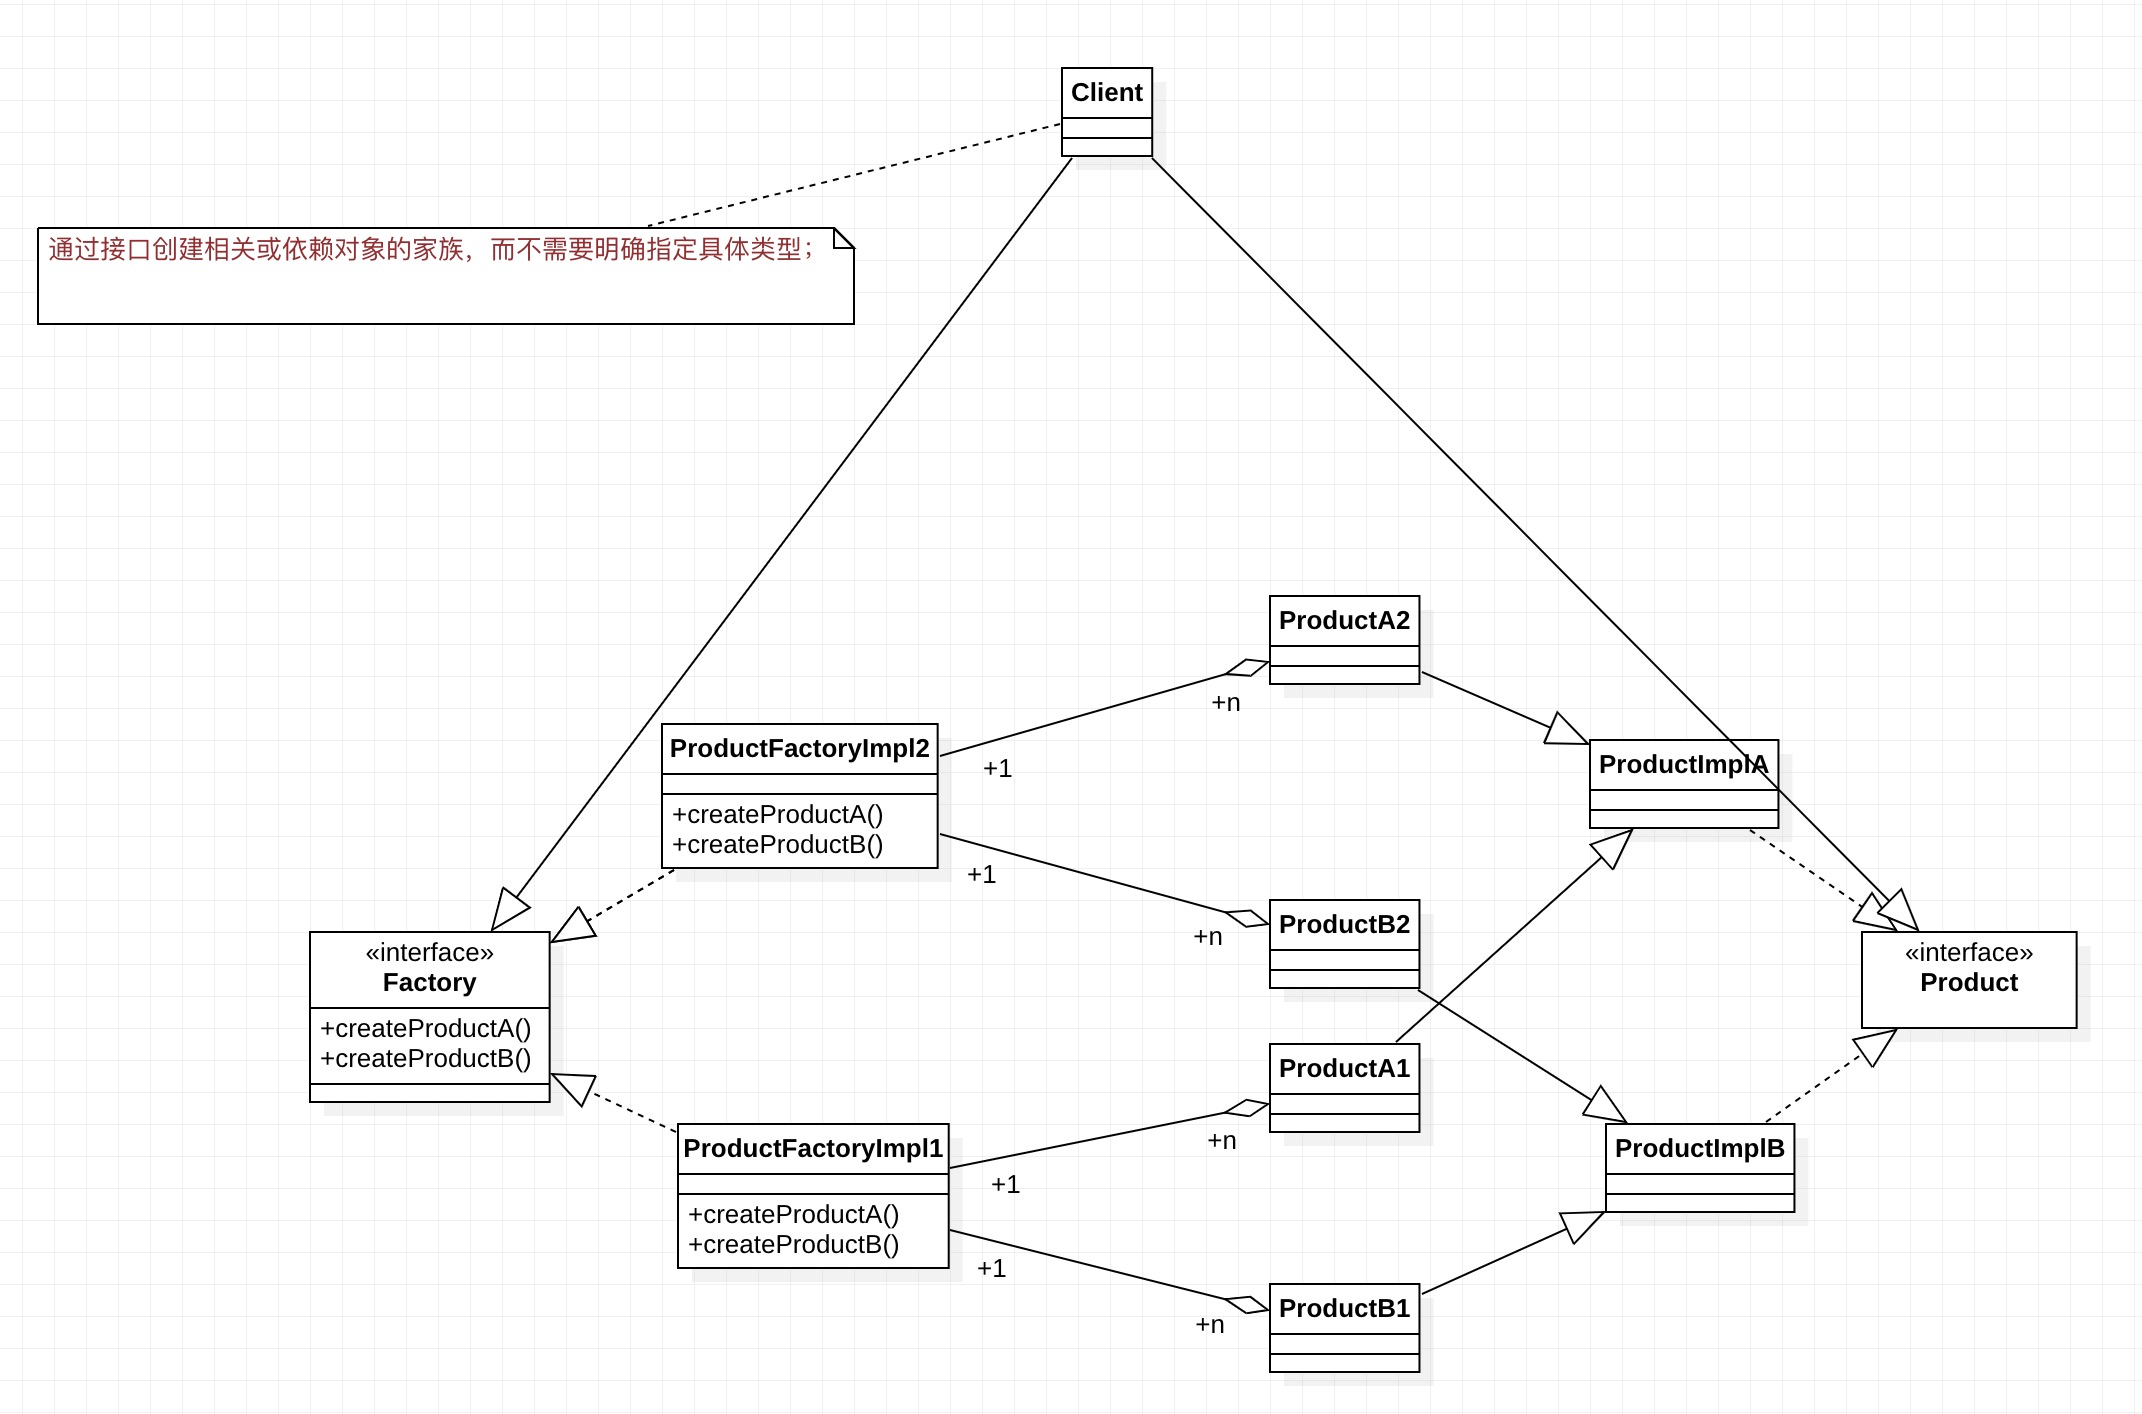 Client
通过接口创建相关或依赖对象的家族，而不需要明确指定具体类型；
ProductA2
+n
ProductFactoryImpl2
+1
+createProductA()
+createProductB()
ProductImplA
+1
ProductB2
+n
«interface»
Factory
+createProductA()
+createProductB()
«interface»
Product
ProductA1
+n
ProductFactoryImpl1
+1
+createProductA()
+createProductB()
ProductImplB
+1
ProductB1
+n